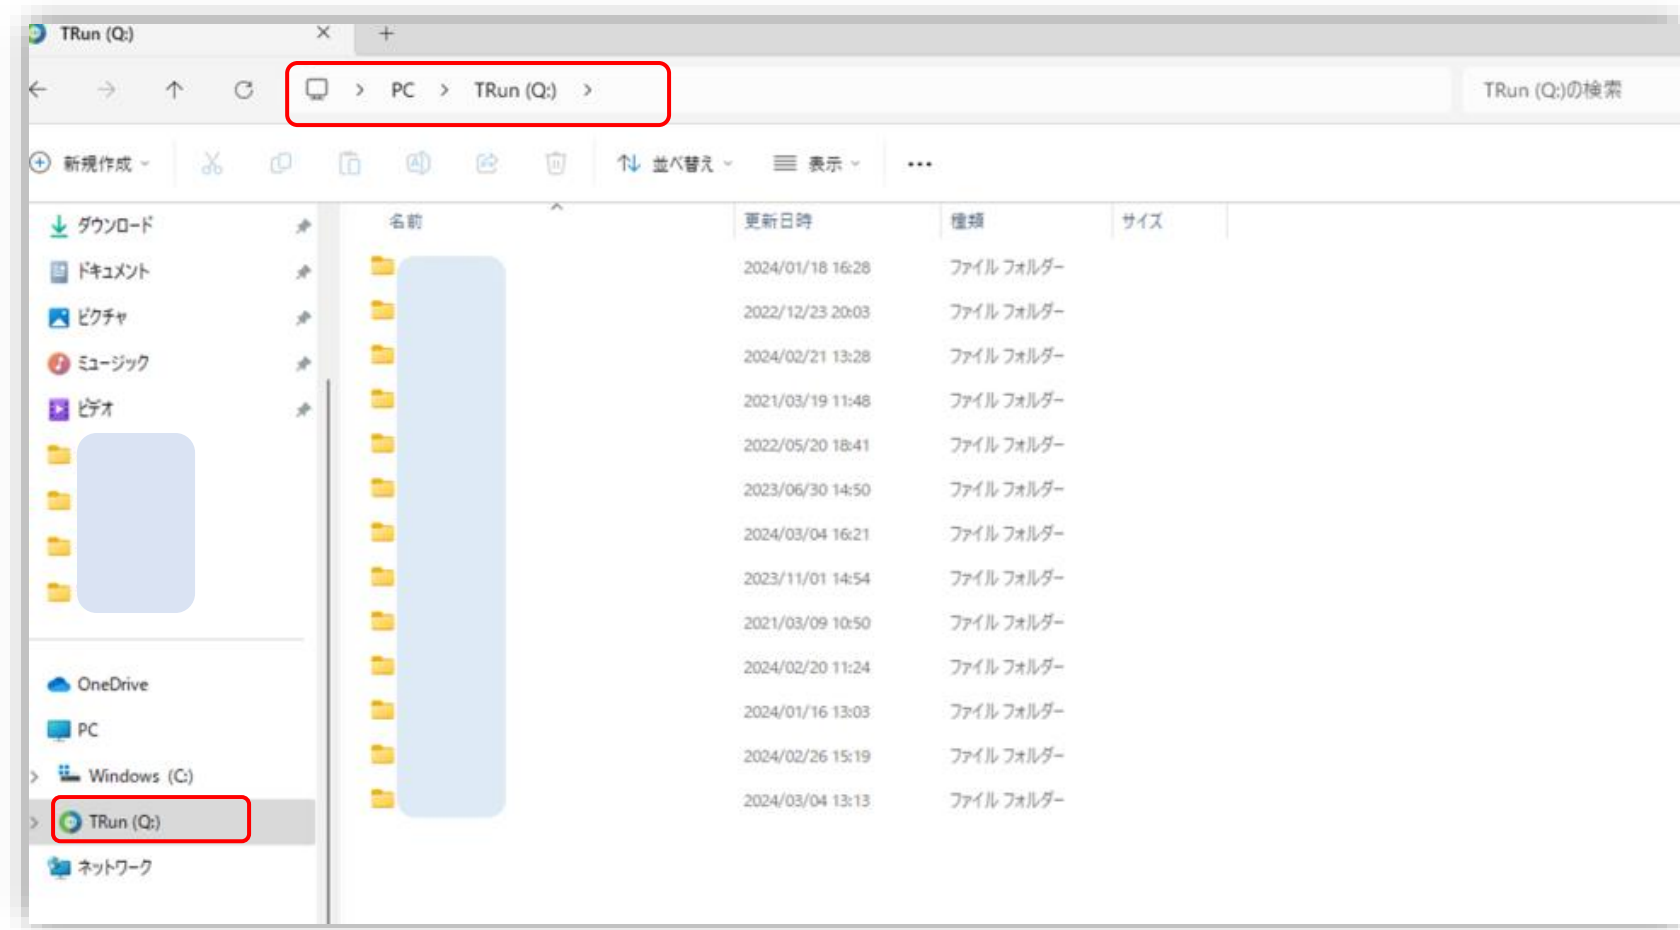 TRun (Q:)
PC TRun (Q:) TRun (Q:)の検索
新規作成 並べ替え 表示
名前 更新日時 種類 サイズ
ダウンロード
ドキュメント
ピクチャ
ミュージック
ビデオ
OneDrive
PC
Windows (C:)
TRun (Q:)
ネットワーク
2024/01/18 16:28 ファイル フォルダー
2022/12/23 20:03 ファイル フォルダー
2024/02/21 13:28 ファイル フォルダー
2021/03/19 11:48 ファイル フォルダー
2022/05/20 18:41 ファイル フォルダー
2023/06/30 14:50 ファイル フォルダー
2024/03/04 16:21 ファイル フォルダー
2023/11/01 14:54 ファイル フォルダー
2021/03/09 10:50 ファイル フォルダー
2024/02/20 11:24 ファイル フォルダー
2024/01/16 13:03 ファイル フォルダー
2024/02/26 15:19 ファイル フォルダー
2024/03/04 13:13 ファイル フォルダー